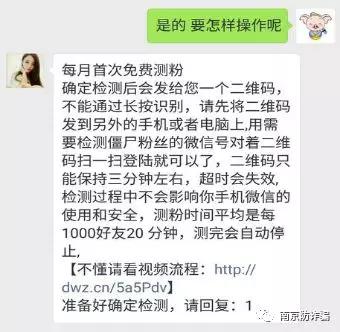 是的 要怎样操作呢
每月首次免费测粉
确定检测后会发给您一个二维码，
不能通过长按识别，请先将二维码
发到另外的手机或者电脑上,用需
要检测僵尸粉丝的微信号对着二维
码扫一扫登陆就可以了，二维码只
能保持三分钟左右，超时会失效,
检测过程中不会影响你手机微信的
使用和安全，测粉时间平均是每
1000好友20 分钟，测完会自动停
止,
【不懂请看视频流程：http://
dwz.cn/5a5Pdv】
准备好确定检测，请回复：1
南京防诈骗